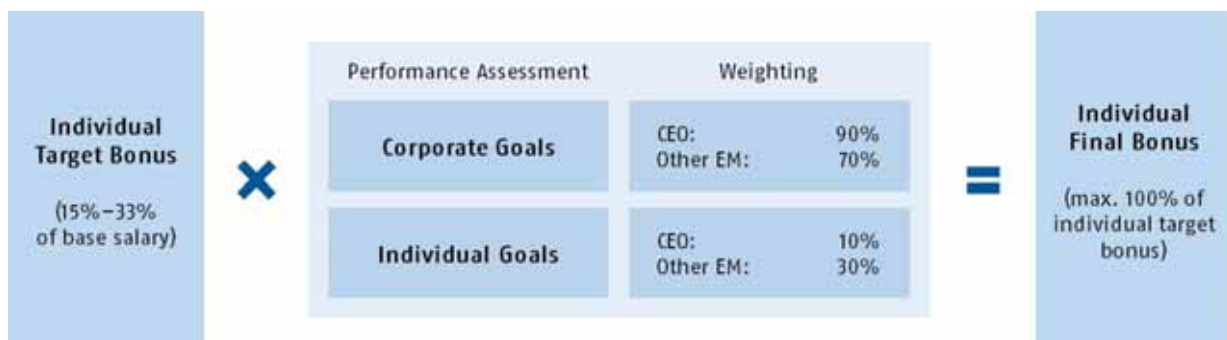 Individual
Target Bonus
(15%–33%
of base salary)
×
Performance Assessment
Weighting
Corporate Goals
CEO: 90%
Other EM: 70%
Individual Goals
CEO: 10%
Other EM: 30%
=
Individual
Final Bonus
(max. 100% of
individual target
bonus)